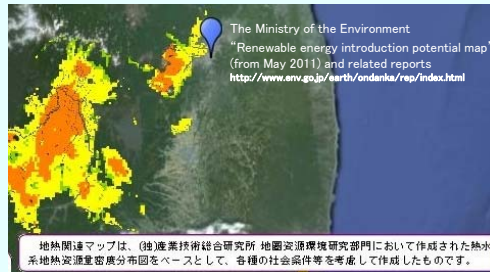 The Ministry of the Environment
“Renewable energy introduction potential map”
(from May 2011) and related reports
http://www.env.go.jp/earth/ondanka/rep/index.html
地熱関連マップは、(独)産業技術総合研究所 地圏資源環境研究部門において作成された熱水
系地熱資源量密度分布図をベースとして、各種の社会条件等を考慮して作成したものです。